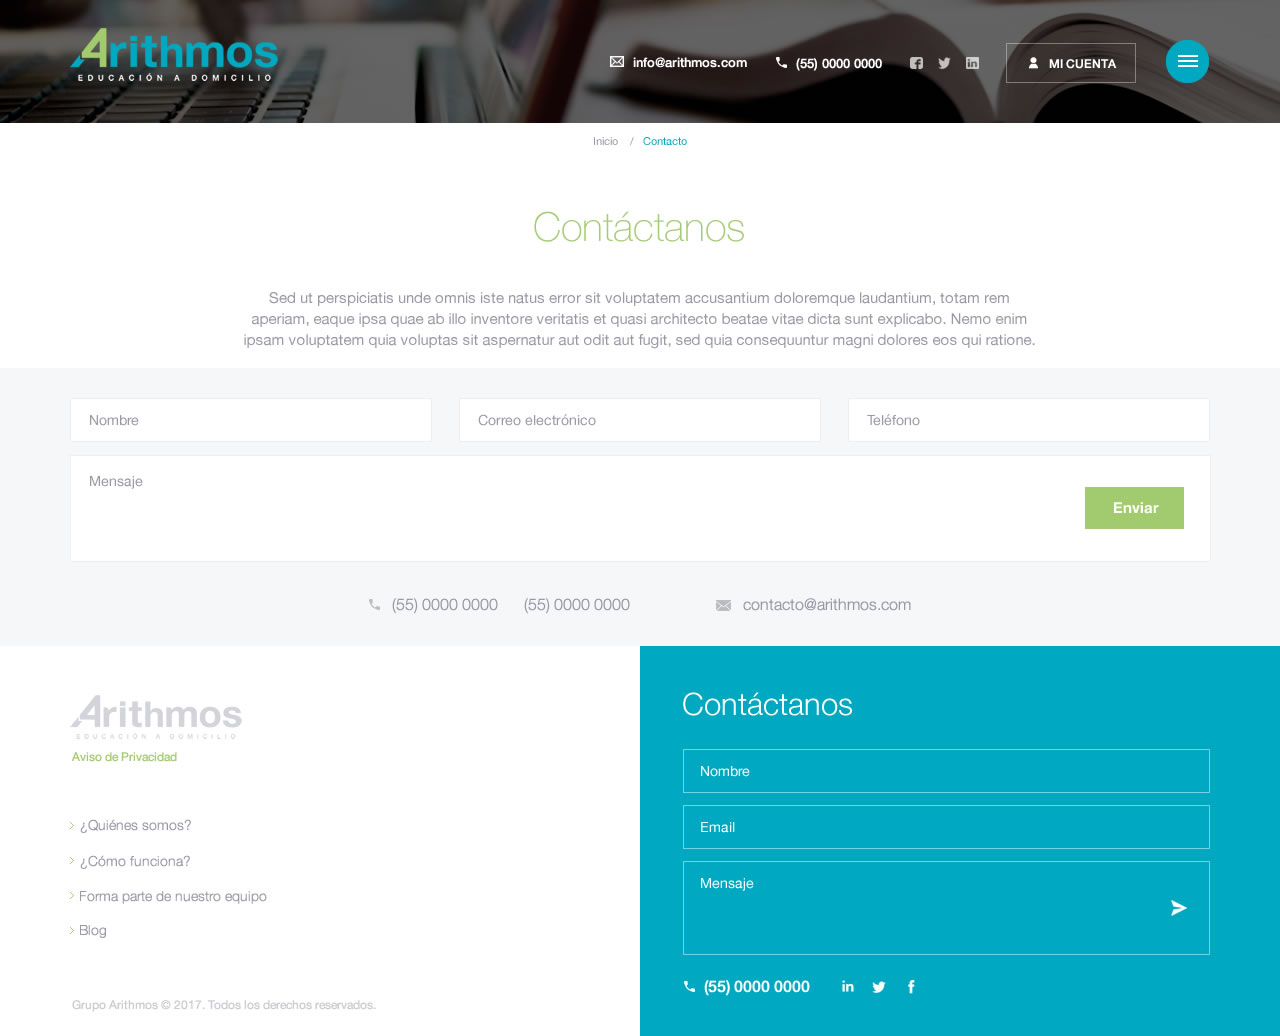 Arithmos
EDUCACIÓN A DOMICILIO
info@arithmos.com
(55) 0000 0000
MI CUENTA
Inicio / Contacto
Contáctanos
Sed ut perspiciatis unde omnis iste natus error sit voluptatem accusantium doloremque laudantium, totam rem
aperiam, eaque ipsa quae ab illo inventore veritatis et quasi architecto beatae vitae dicta sunt explicabo. Nemo enim
ipsam voluptatem quia voluptas sit aspernatur aut odit aut fugit, sed quia consequuntur magni dolores eos qui ratione.
Nombre
Correo electrónico
Teléfono
Mensaje
Enviar
(55) 0000 0000
(55) 0000 0000
contacto@arithmos.com
Arithmos
EDUCACIÓN A DOMICILIO
Aviso de Privacidad
¿Quiénes somos?
¿Cómo funciona?
Forma parte de nuestro equipo
Blog
Grupo Arithmos © 2017. Todos los derechos reservados.
Contáctanos
Nombre
Email
Mensaje
(55) 0000 0000